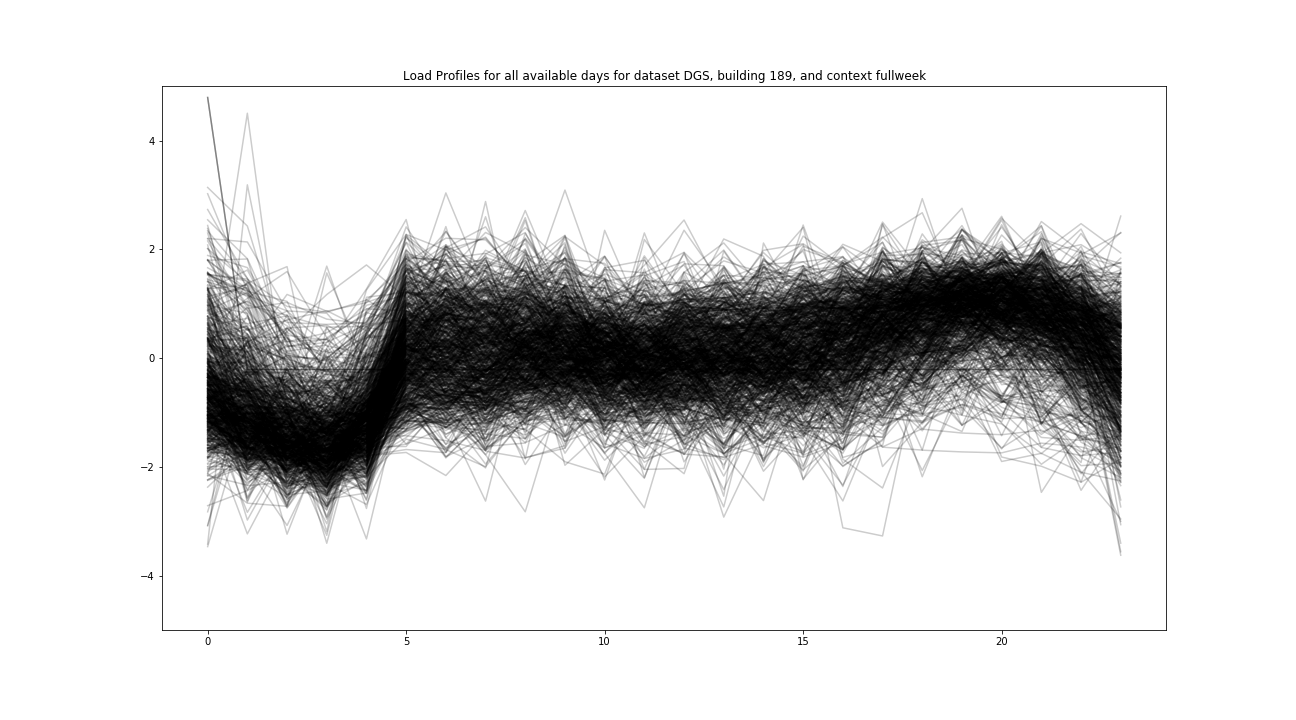 Load Profiles for all available days for dataset DGS, building 189, and context fullweek
4
2
0
−2
−4
0 5 10 15 20